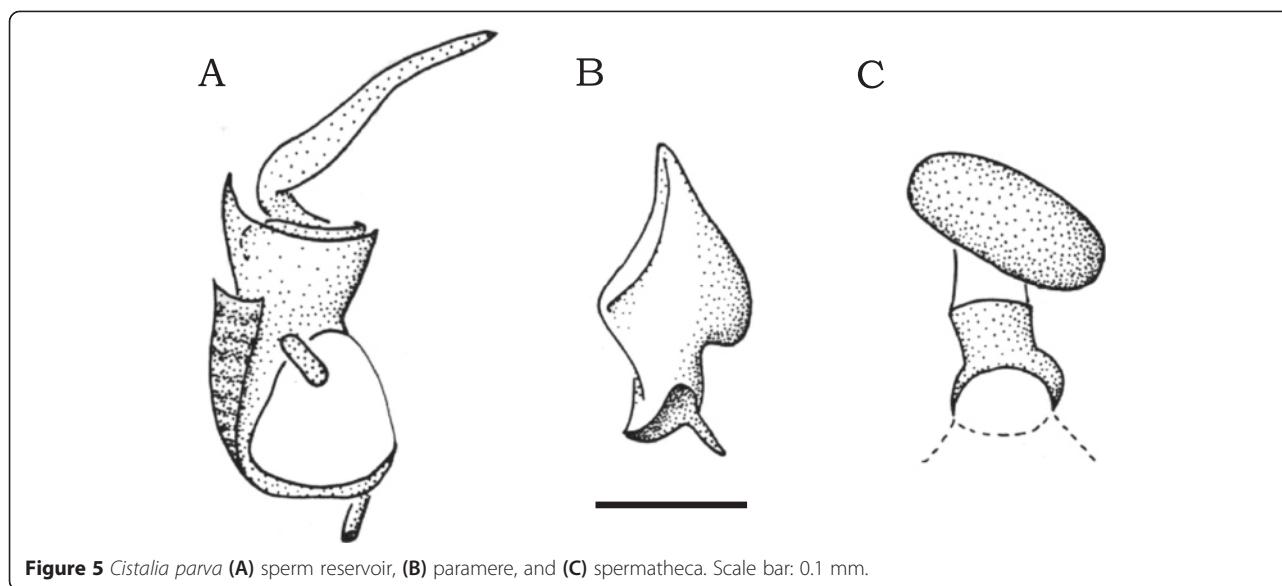 A
B
C
Figure 5 Cistalia parva (A) sperm reservoir, (B) paramere, and (C) spermatheca. Scale bar: 0.1 mm.